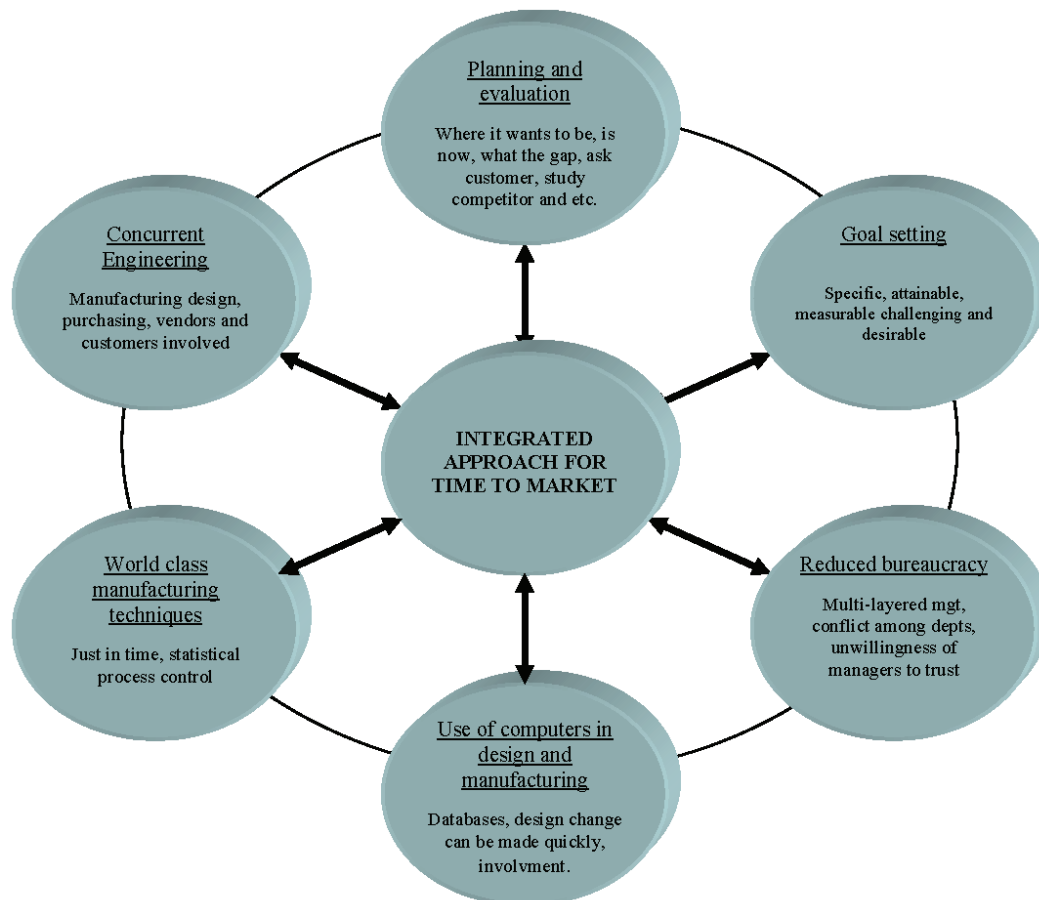 Planning and
evaluation
Where it wants to be, is
now, what the gap, ask
customer, study
competitor and etc.
Goal setting
Specific, attainable,
measurable challenging and
desirable
Reduced bureaucracy
Multi-layered mgt,
conflict among depts,
unwillingness of
managers to trust
Use of computers in
design and
manufacturing
Databases, design change
can be made quickly,
involvment.
World class
manufacturing
techniques
Just in time, statistical
process control
Concurrent
Engineering
Manufacturing design,
purchasing, vendors and
customers involved
INTEGRATED
APPROACH FOR
TIME TO MARKET